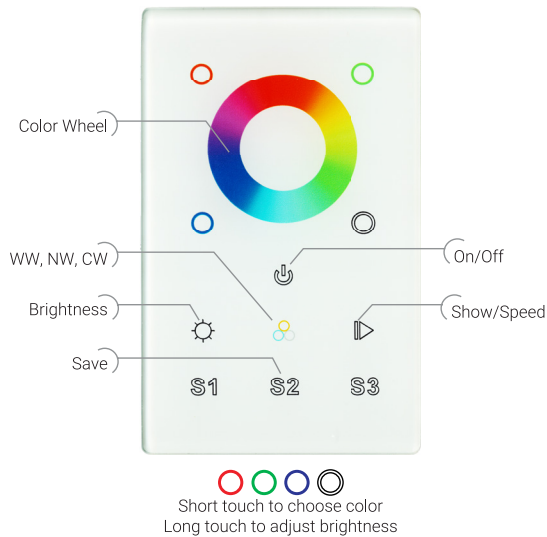 Color Wheel
WW, NW, CW
On/Off
Brightness
Show/Speed
Save
S1 S2 S3
Short touch to choose color
Long touch to adjust brightness